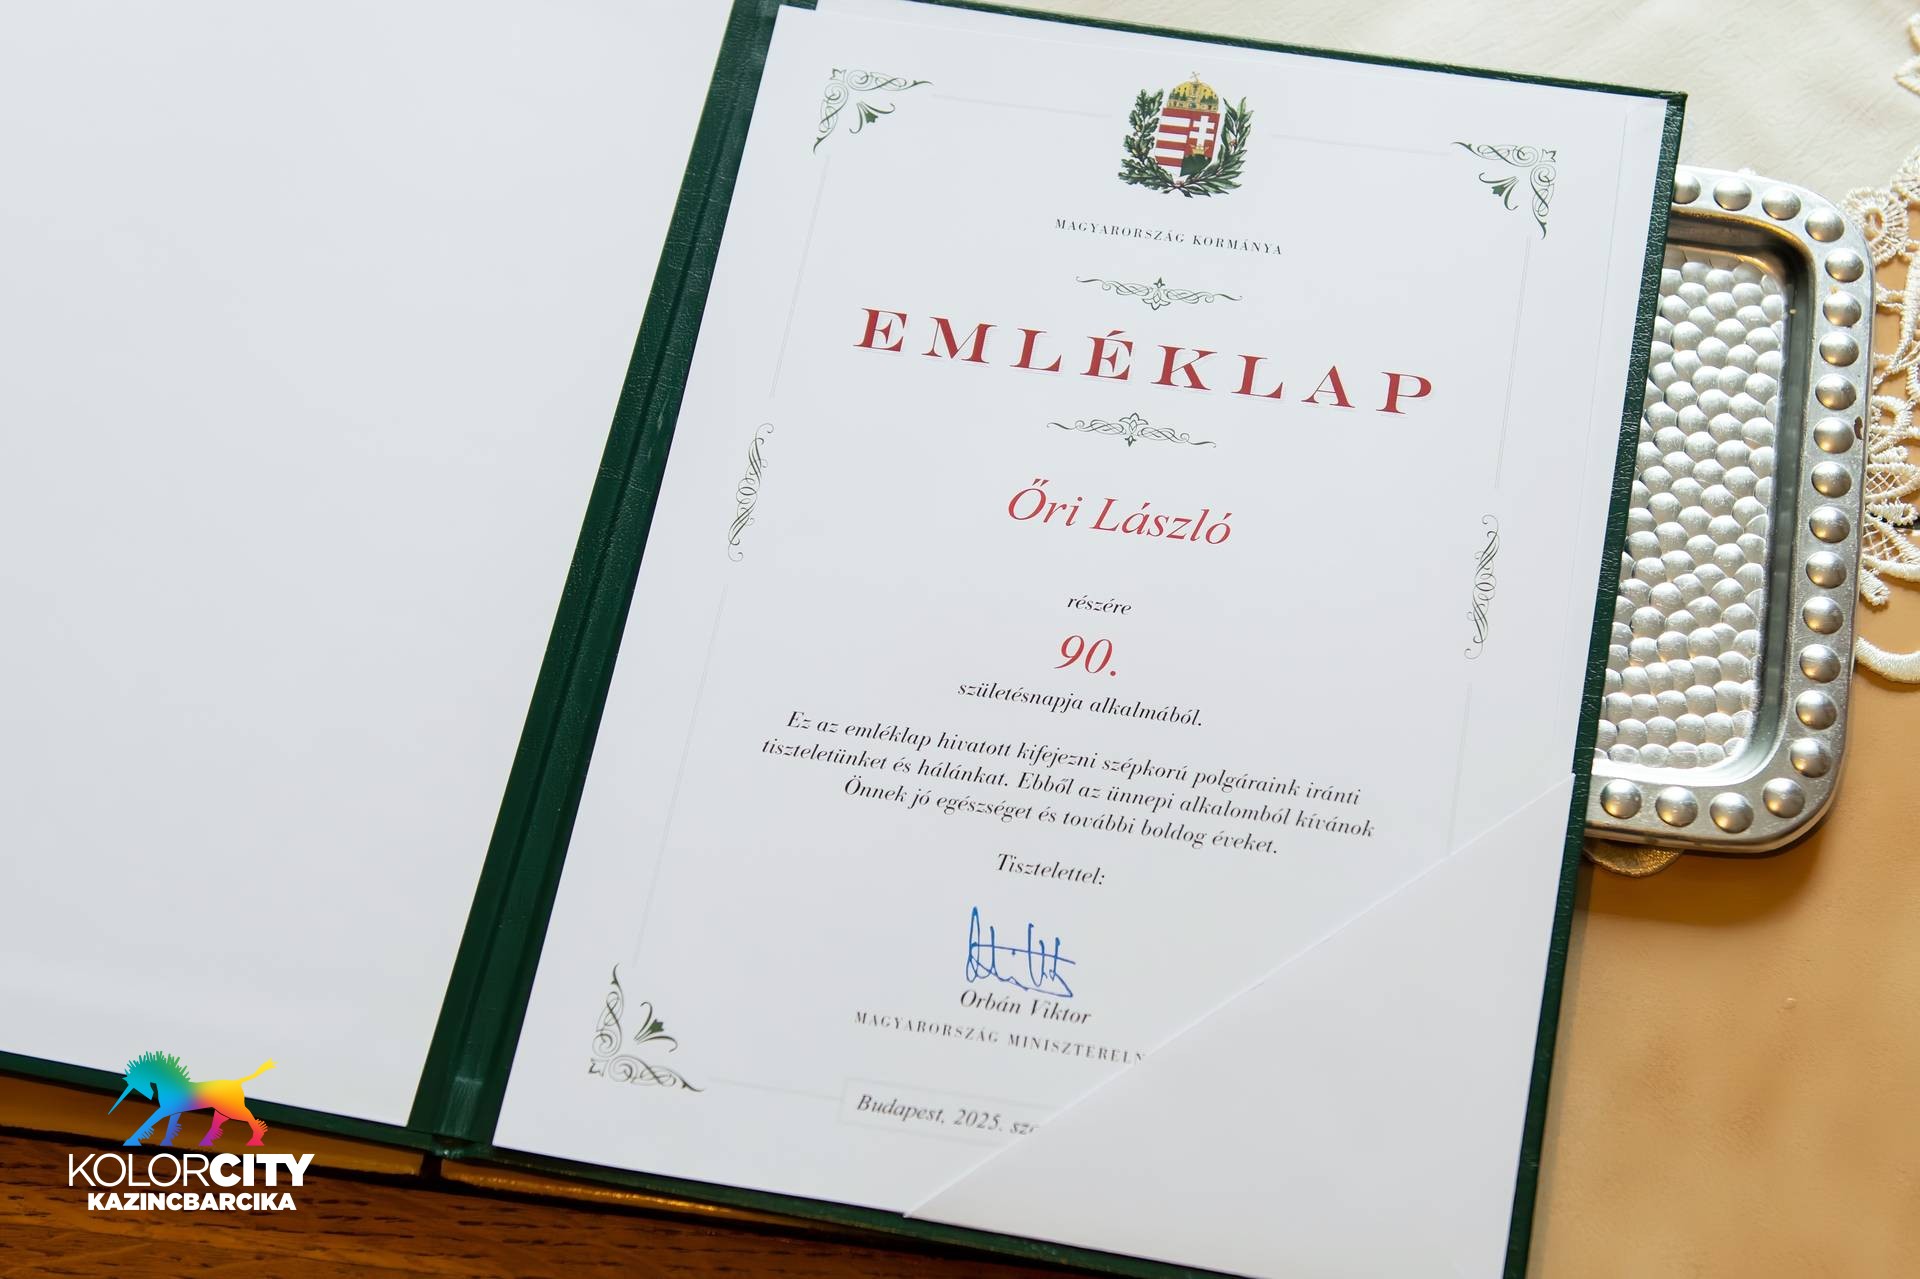 MAGYARORSZÁG KORMÁNYA
EMLÉKLAP
Őri László
részére
90.
születésnapja alkalmából.
Ez az emléklap hivatott kifejezni szépkorú polgáraink iránti
tiszteletünket és hálánkat. Ebből az ünnepi alkalomból kívánok
Önnek jó egészséget és további boldog éveket.
Tisztelettel:
Orbán Viktor
MAGYARORSZÁG MINISZTERELN
Budapest, 2025.
KOLORCITY
KAZINCBARCIKA